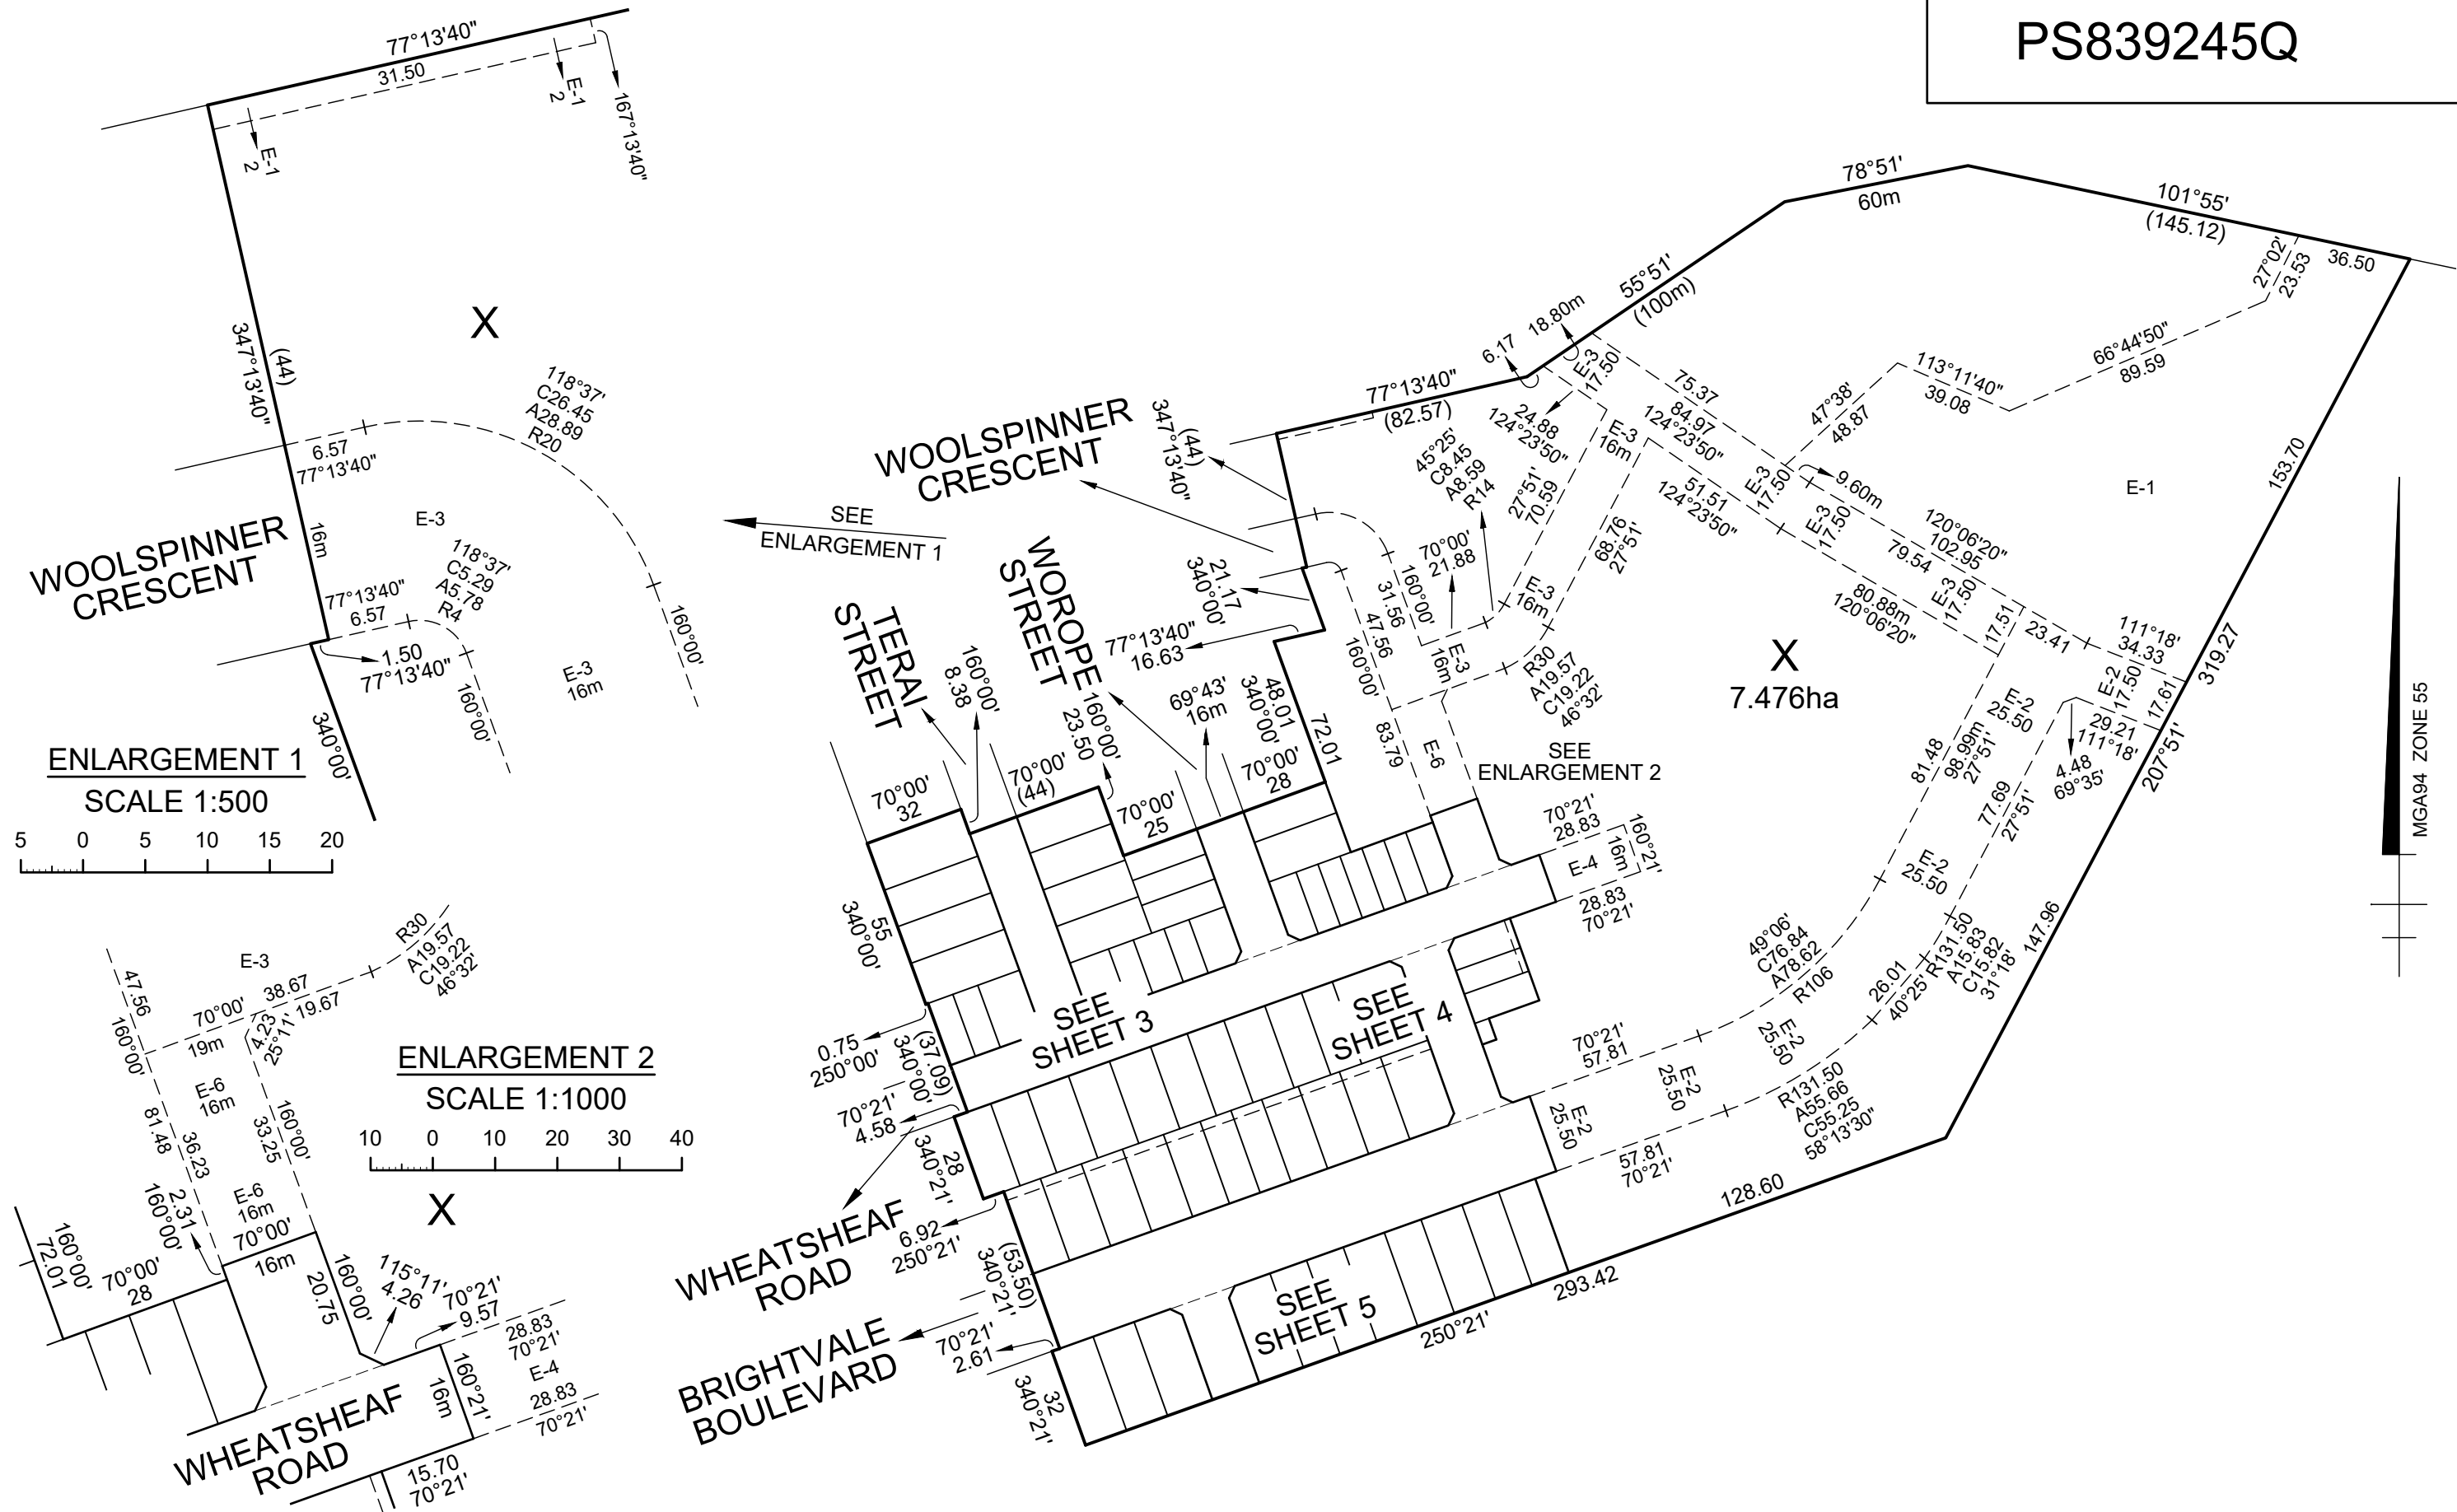 PS839245Q
77°13'40"
31.50
E-1
2
E-1
2
167°13'40"
X
347°13'40"
(44)
118°37'
C26.45
A28.89
R20
6.57
77°13'40"
E-3
16m
WOOLSPINNER
CRESCENT
118°37'
C5.29
A5.78
R4
77°13'40"
6.57
1.50
77°13'40"
160°00'
160°00'
E-3
16m
340°00'
ENLARGEMENT 1
SCALE 1:500
5 0 5 10 15 20
R30
A19.57
C19.22
46°32'
E-3
47.56
160°00'
70°00'
38.67
19m
19.67
4.23
25°11'
E-6
16m
81.48
36.23
160°00'
33.25
E-6
16m
2.31
160°00'
70°00'
16m
160°00'
72.01
70°00'
28
20.75
160°00'
115°11'
4.26
70°21'
9.57
28.83
70°21'
E-4
28.83
70°21'
160°21'
16m
15.70
70°21'
WHEATSHEAF
ROAD
X
ENLARGEMENT 2
SCALE 1:1000
10 0 10 20 30 40
SEE
ENLARGEMENT 1
WOOLSPINNER
CRESCENT
347°13'40"
(44)
77°13'40"
(82.57)
6.17
18.80m
55°51'
(100m)
78°51'
60m
101°55'
(145.12)
36.50
27°02'
23.53
66°44'50"
89.59
113°11'40"
39.08
47°38'
48.87
E-3
17.50
24.88
124°23'50"
E-3
16m
75.37
84.97
124°23'50"
51.51
124°23'50"
E-3
17.50
9.60m
E-3
17.50
120°06'20"
102.95
79.54
80.88m
120°06'20"
E-3
17.50
17.51
23.41
111°18'
34.33
E-2
17.50
17.61
29.21
111°18'
4.48
69°35'
E-1
153.70
319.27
207°51'
147.96
X
7.476ha
45°25'
C8.45
A8.59
R14
27°51'
70.59
68.76
27°51'
70°00'
21.88
E-3
16m
160°00'
31.56
47.56
160°00'
E-3
16m
R30
A19.57
C19.22
46°32'
83.79
E-6
SEE
ENLARGEMENT 2
21.17
340°00'
77°13'40"
16.63
WOROPE
STREET
TERAI
STREET
160°00'
8.38
160°00'
23.50
69°43'
16m
48.01
340°00'
72.01
70°00'
28
70°00'
25
70°00'
(44)
70°00'
32
55
340°00'
70°21'
28.83
E-4
16m
160°21'
28.83
70°21'
0.75
250°00'
(37.09)
340°00'
70°21'
4.58
28
340°21'
6.92
250°21'
WHEATSHEAF
ROAD
(53.50)
340°21'
BRIGHTVALE
BOULEVARD
70°21'
2.61
32
340°21'
SEE
SHEET 3
SEE
SHEET 4
SEE
SHEET 5
250°21'
293.42
128.60
E-2
25.50
57.81
70°21'
70°21'
57.81
E-2
25.50
E-2
25.50
R131.50
A55.66
C55.25
58°13'30"
49°06'
C76.84
A78.62
R106
26.01
40°25'
R131.50
A15.83
C15.82
31°18'
E-2
25.50
77.69
27°51'
81.48
98.99m
27°51'
E-2
25.50
MGA94 ZONE 55